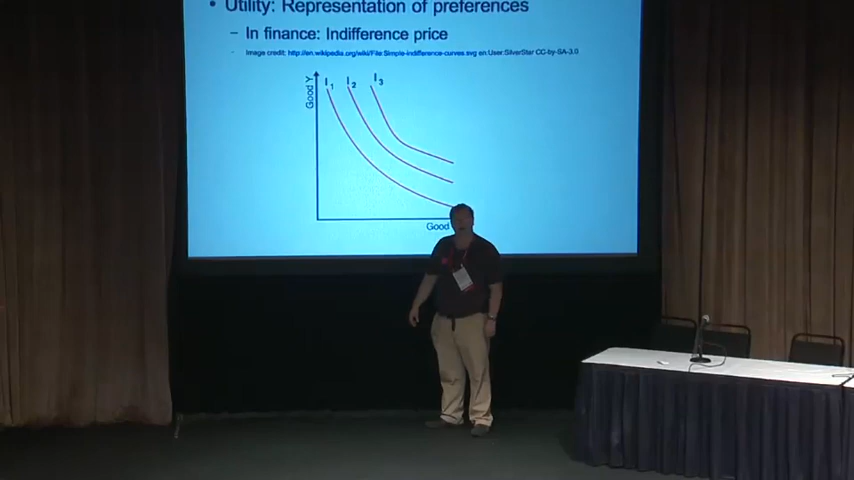 • Utility: Representation of preferences
– In finance: Indifference price
- Image credit: http://en.wikipedia.org/wiki/File:Simple-indifference-curves.svg en:User:SilverStar CC-by-SA-3.0
Good Y
I1 I2 I3
Good